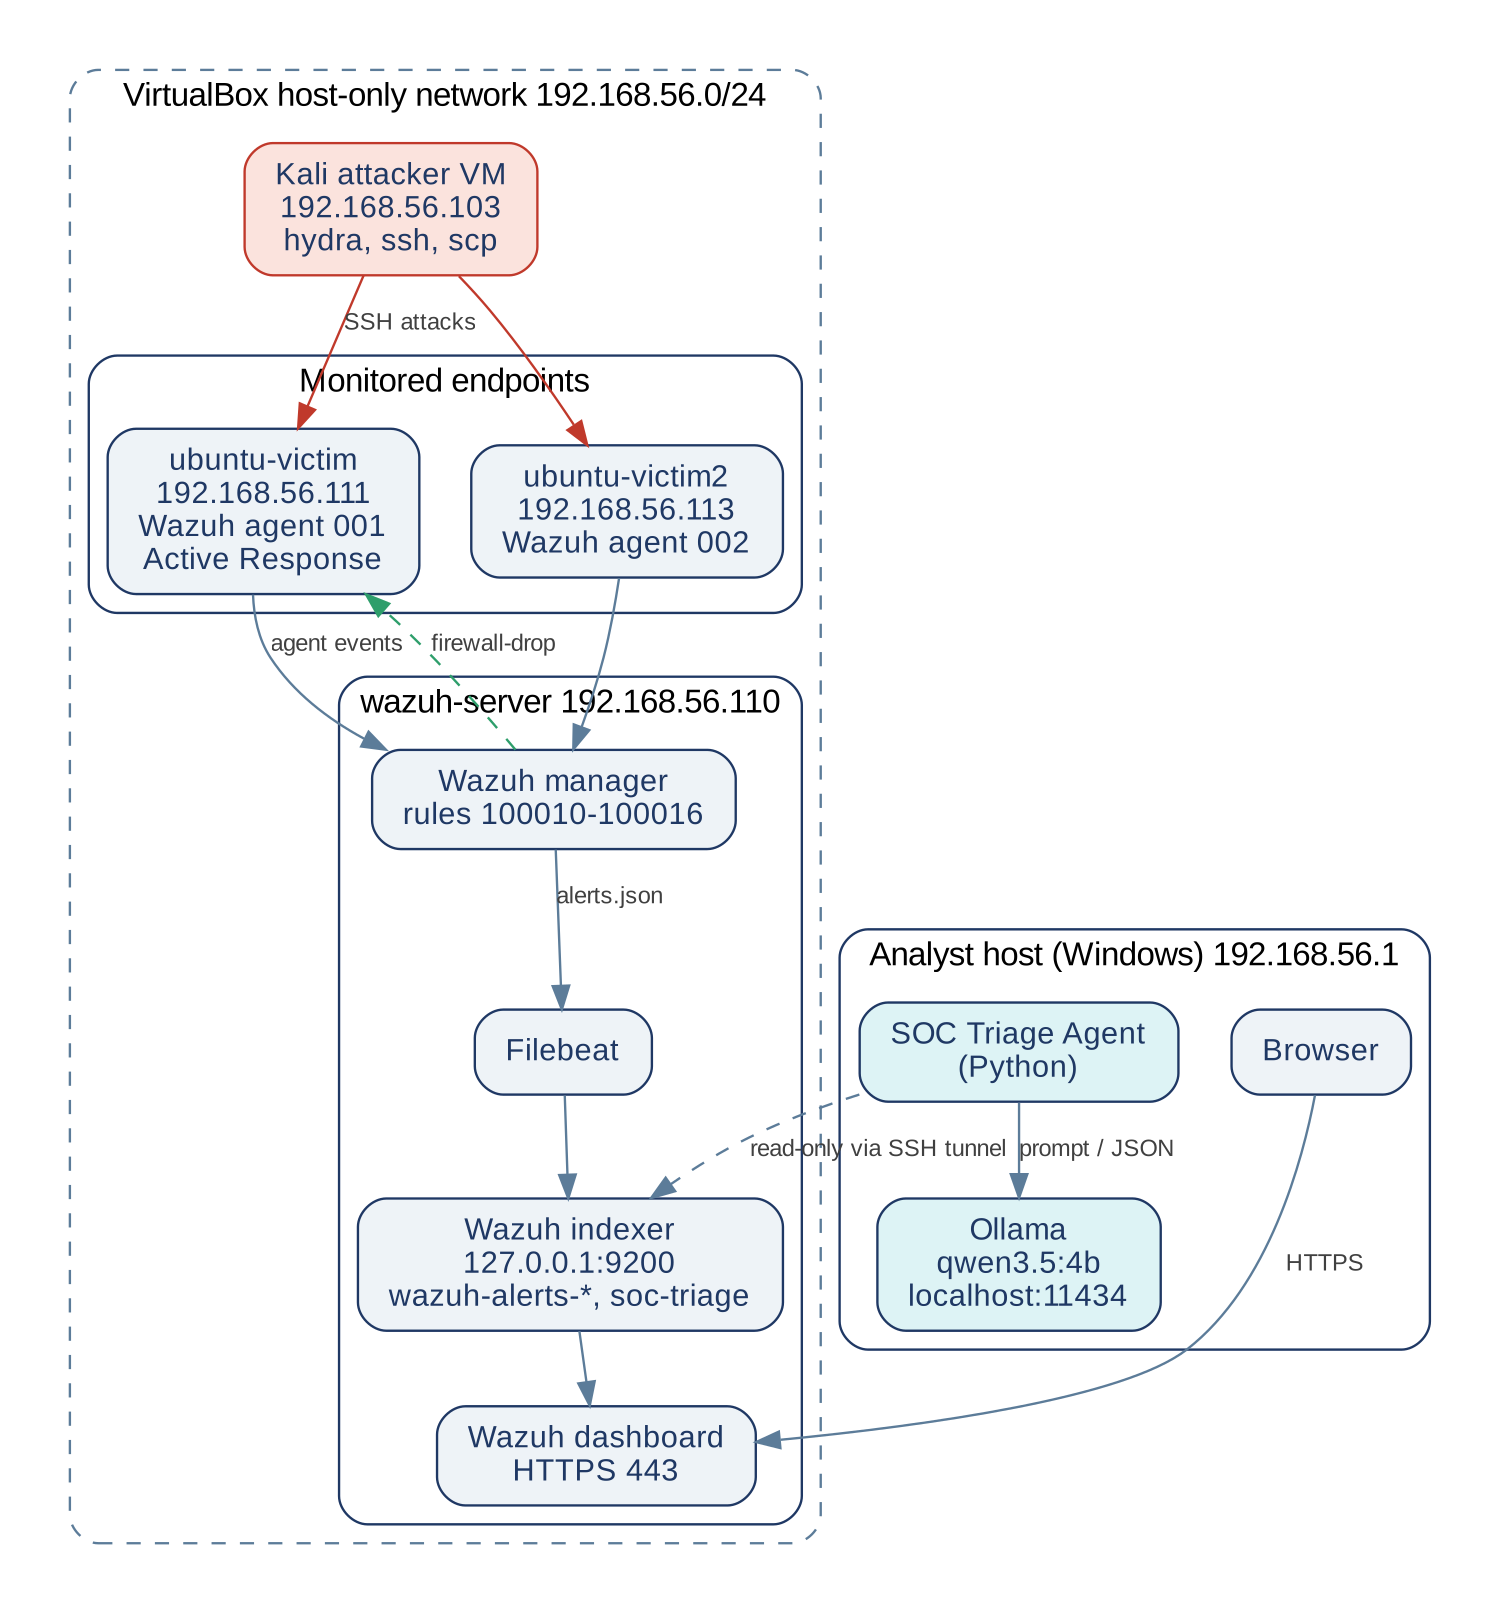 VirtualBox host-only network 192.168.56.0/24
Kali attacker VM
192.168.56.103
hydra, ssh, scp
SSH attacks
Monitored endpoints
ubuntu-victim
192.168.56.111
Wazuh agent 001
Active Response
ubuntu-victim2
192.168.56.113
Wazuh agent 002
agent events
firewall-drop
wazuh-server 192.168.56.110
Wazuh manager
rules 100010-100016
alerts.json
Filebeat
Wazuh indexer
127.0.0.1:9200
wazuh-alerts-*, soc-triage
Wazuh dashboard
HTTPS 443
Analyst host (Windows) 192.168.56.1
SOC Triage Agent
(Python)
Browser
read-only via SSH tunnel
prompt / JSON
Ollama
qwen3.5:4b
localhost:11434
HTTPS